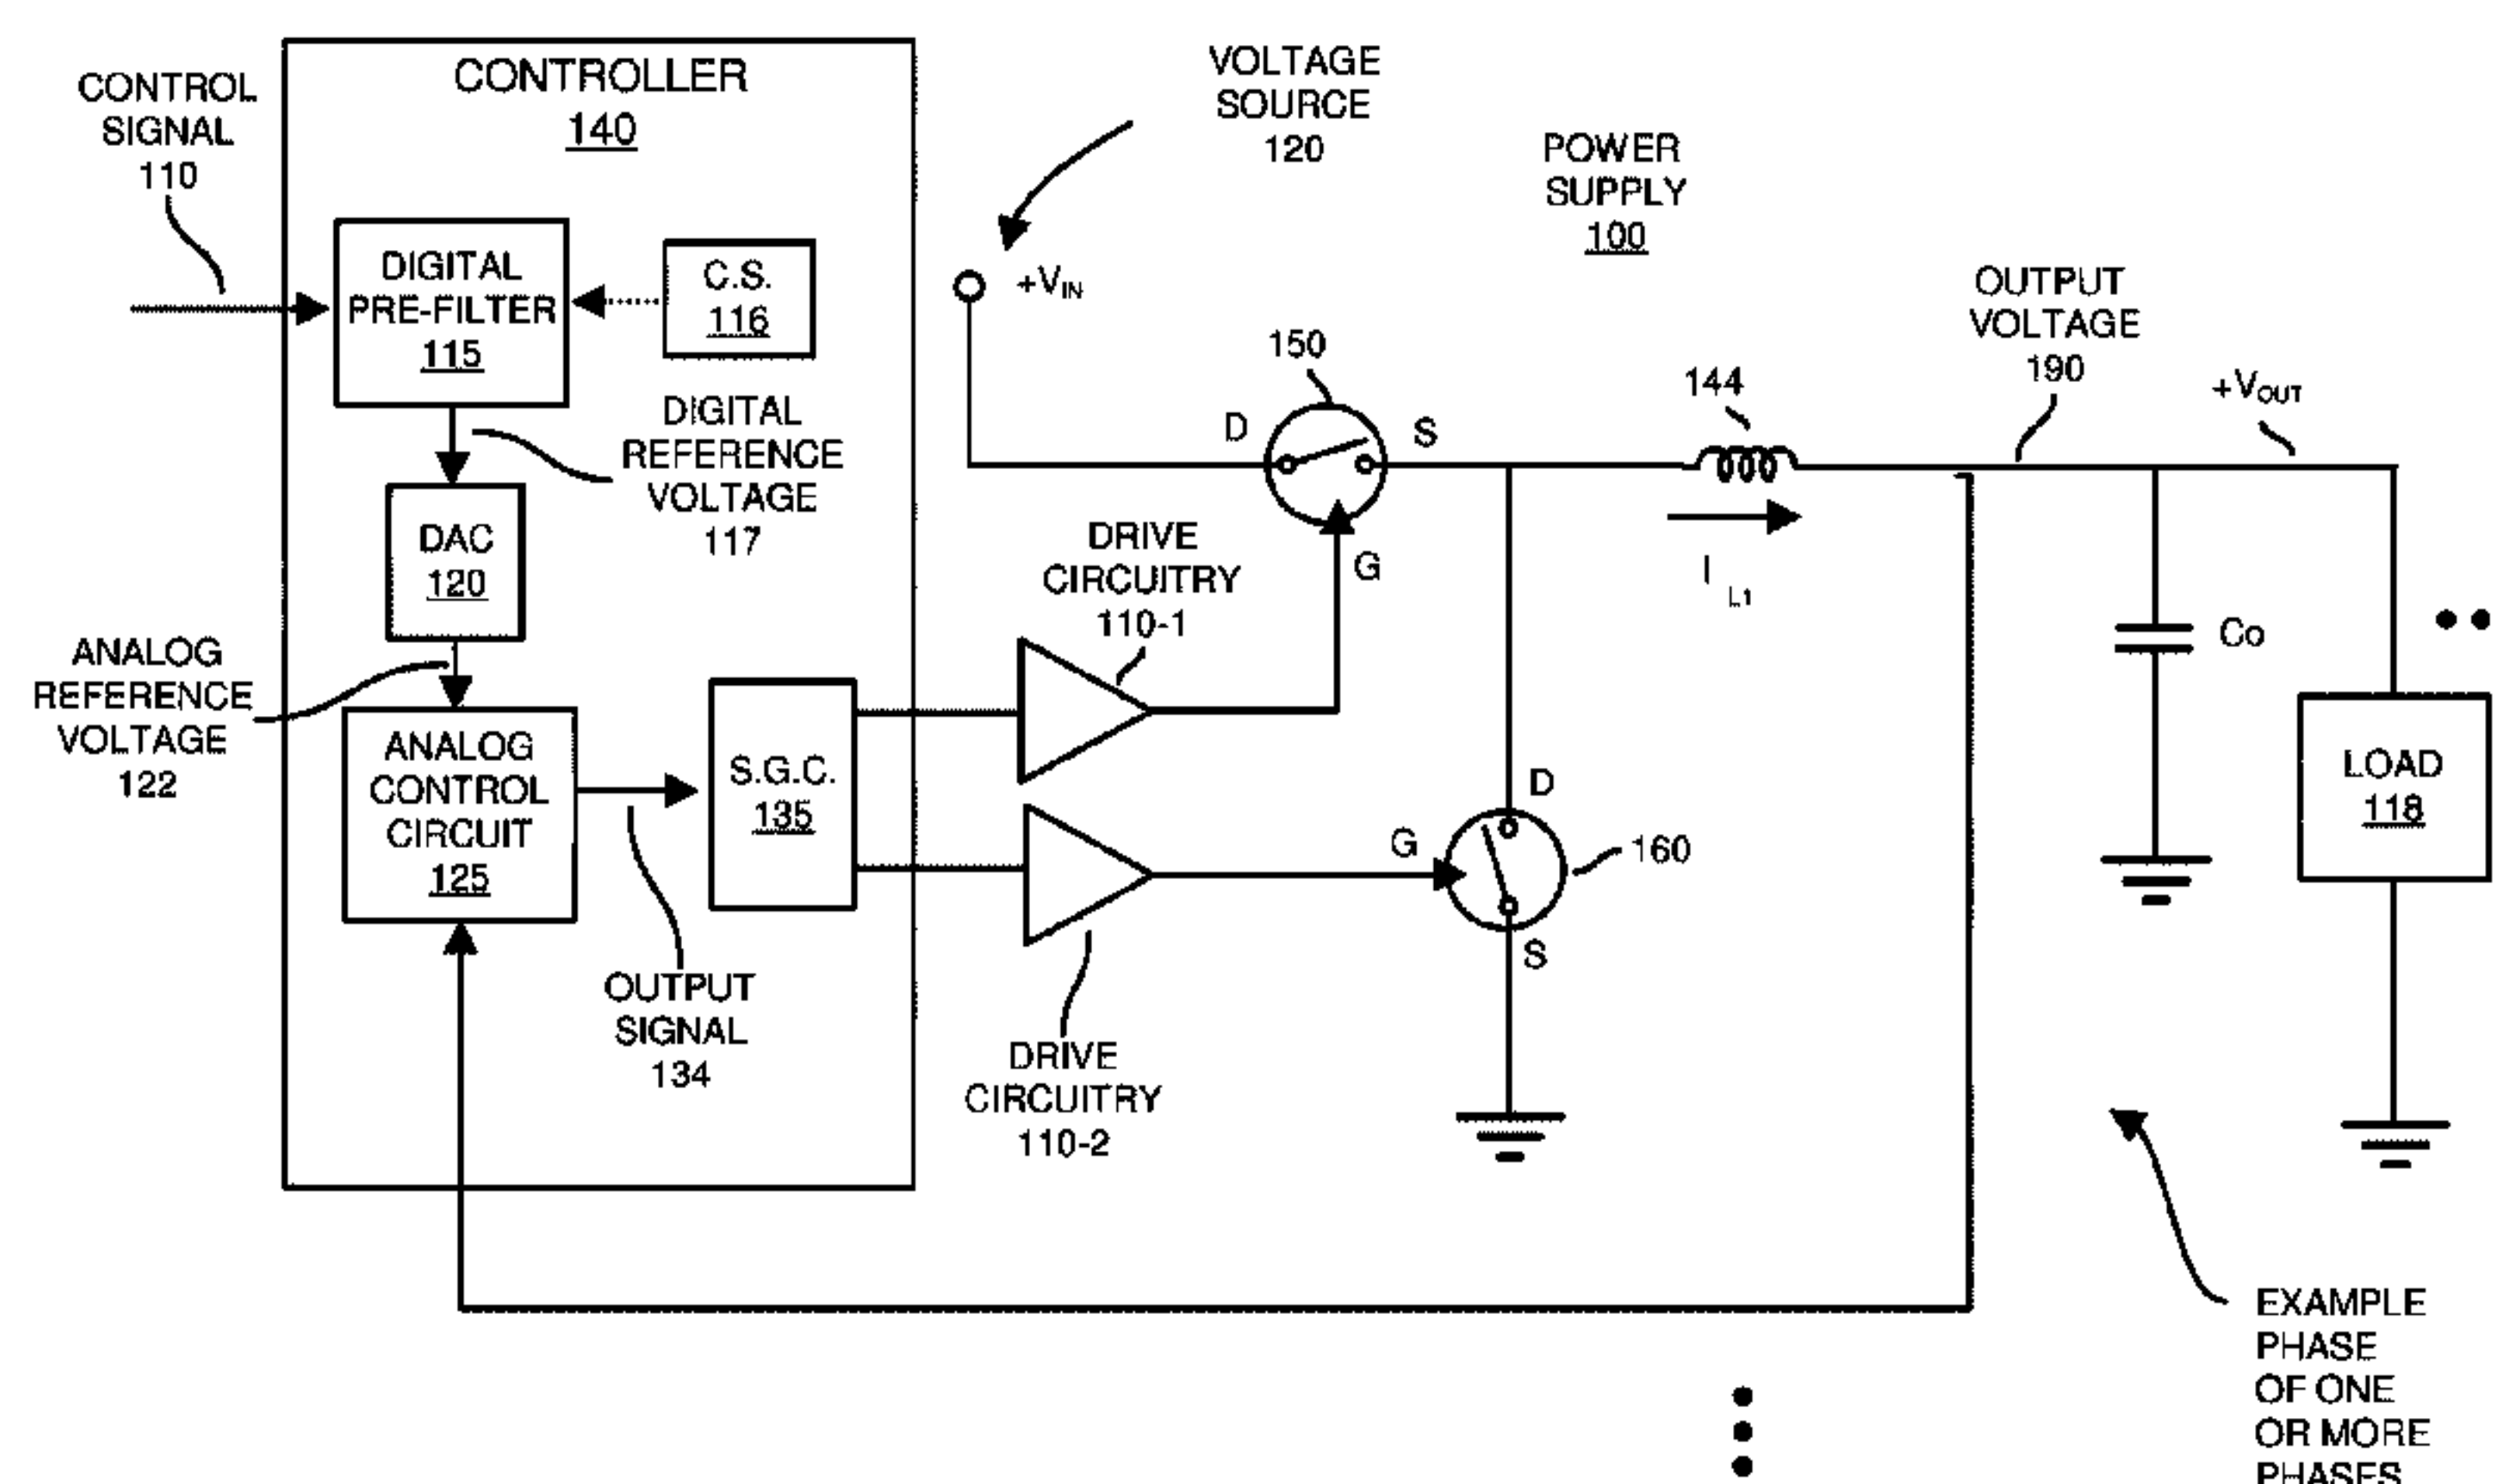 CONTROLLER
140
CONTROL
SIGNAL
110
DIGITAL
PRE-FILTER
115
C.S.
116
DIGITAL
REFERENCE
VOLTAGE
117
DAC
120
ANALOG
REFERENCE
VOLTAGE
122
ANALOG
CONTROL
CIRCUIT
125
S.G.C.
135
OUTPUT
SIGNAL
134
VOLTAGE
SOURCE
120
+VIN
POWER
SUPPLY
100
150
D
S
G
DRIVE
CIRCUITRY
110-1
DRIVE
CIRCUITRY
110-2
144
I L1
OUTPUT
VOLTAGE
190
+VOUT
Co
LOAD
118
D
G
S
160
EXAMPLE
PHASE
OF ONE
OR MORE
PHASES